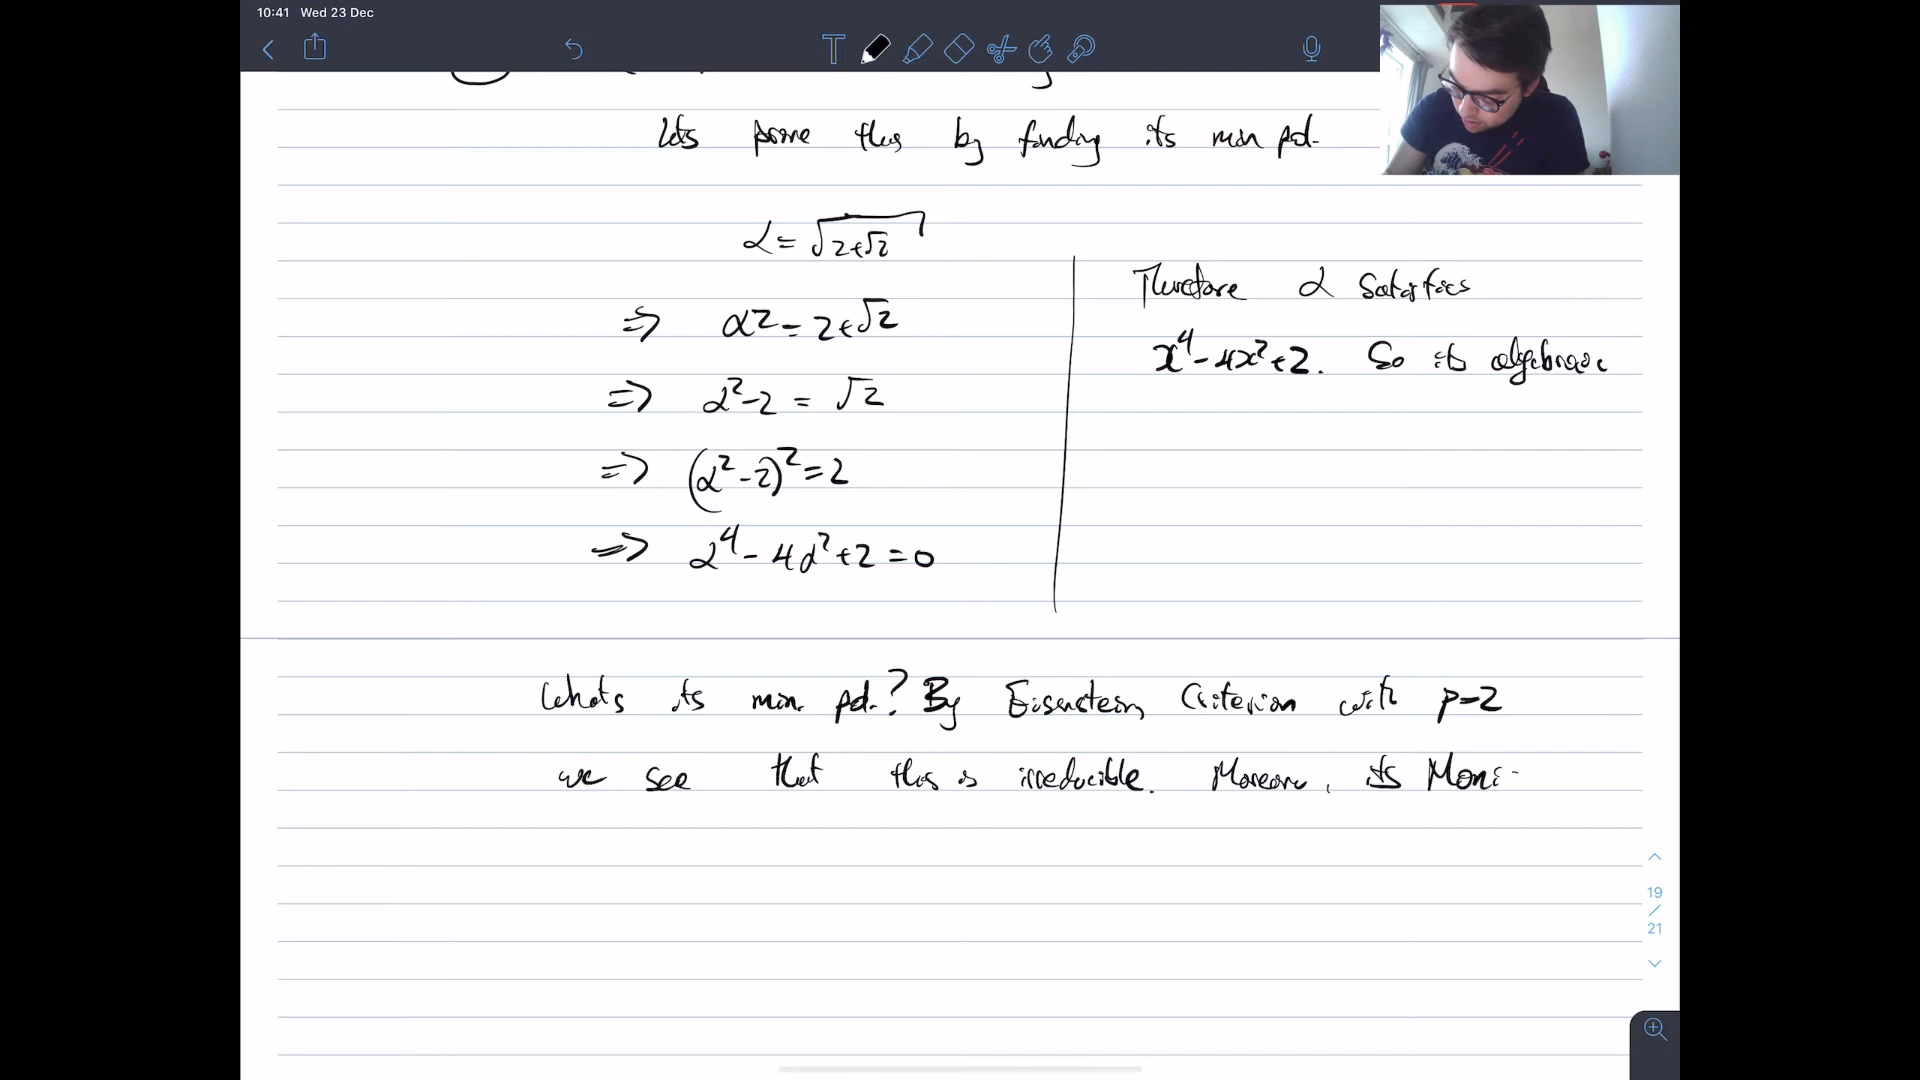 10:41 Wed 23 Dec
T
Lets prove this by finding its min pol.
α = √2+√2
⇒ α2 = 2+√2
⇒ α² - 2 = √2
⇒ (α² - 2)² = 2
⇒ α⁴ - 4α² + 2 = 0
Therefore α satisfies
x⁴ - 4x² + 2. So its algebraic
Whats its min. pol.? By Eisenstein Criterion with p=2
we see that this is irreducible. Moreover, its Moni
19
/
21